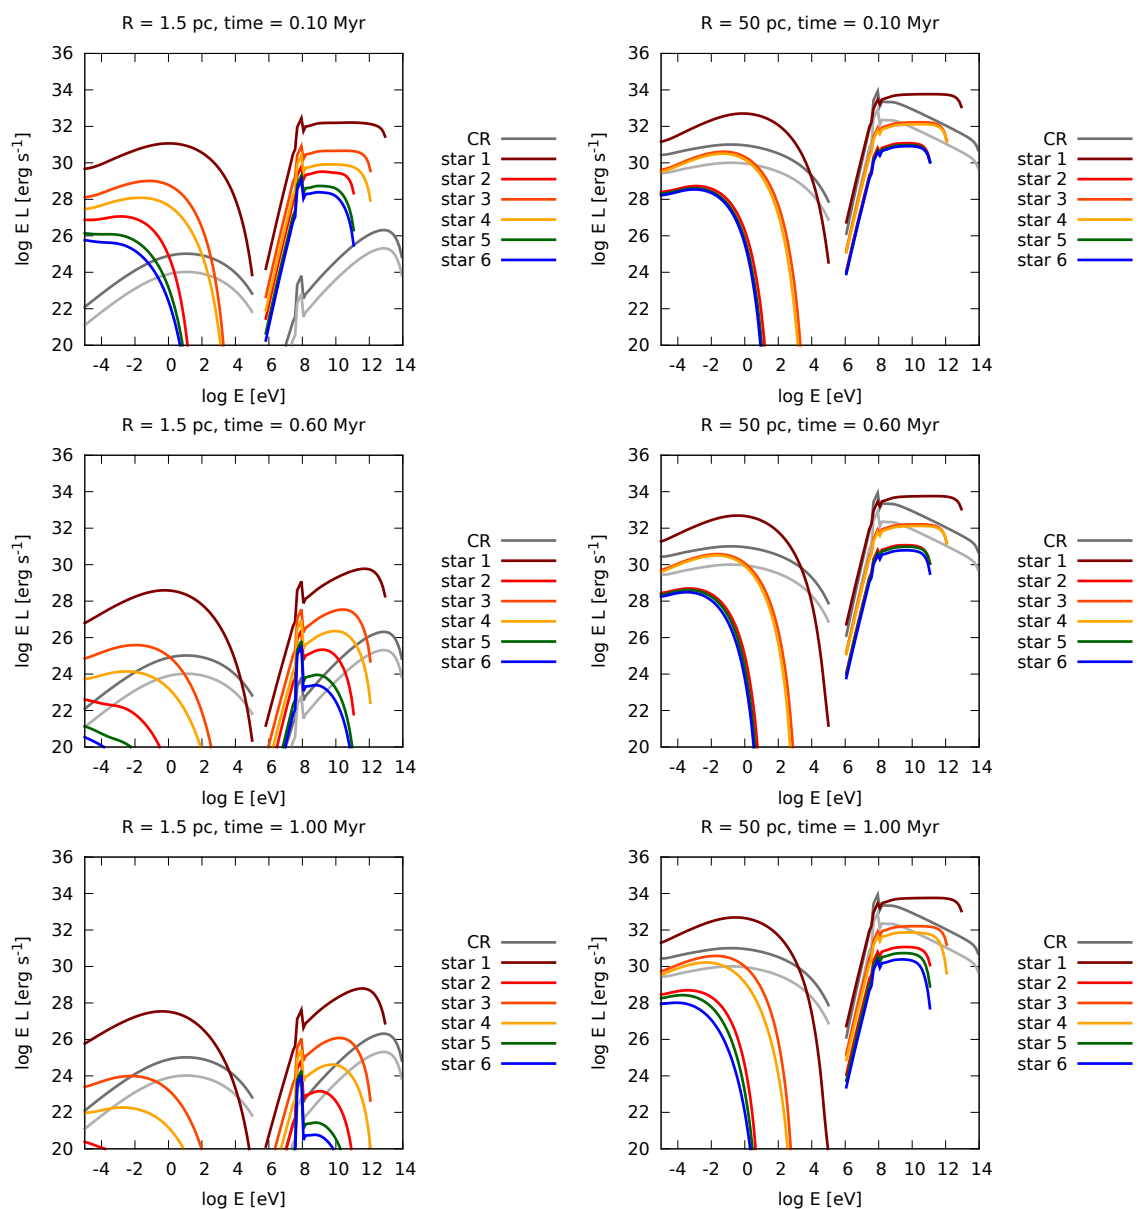 R = 1.5 pc, time = 0.10 Myr
log E L [erg s⁻¹]
36
34
32
30
28
26
24
22
20
-4 -2 0 2 4 6 8 10 12 14
log E [eV]
CR
star 1
star 2
star 3
star 4
star 5
star 6
R = 50 pc, time = 0.10 Myr
log E L [erg s⁻¹]
36
34
32
30
28
26
24
22
20
-4 -2 0 2 4 6 8 10 12 14
log E [eV]
CR
star 1
star 2
star 3
star 4
star 5
star 6
R = 1.5 pc, time = 0.60 Myr
log E L [erg s⁻¹]
36
34
32
30
28
26
24
22
20
-4 -2 0 2 4 6 8 10 12 14
log E [eV]
CR
star 1
star 2
star 3
star 4
star 5
star 6
R = 50 pc, time = 0.60 Myr
log E L [erg s⁻¹]
36
34
32
30
28
26
24
22
20
-4 -2 0 2 4 6 8 10 12 14
log E [eV]
CR
star 1
star 2
star 3
star 4
star 5
star 6
R = 1.5 pc, time = 1.00 Myr
log E L [erg s⁻¹]
36
34
32
30
28
26
24
22
20
-4 -2 0 2 4 6 8 10 12 14
log E [eV]
CR
star 1
star 2
star 3
star 4
star 5
star 6
R = 50 pc, time = 1.00 Myr
log E L [erg s⁻¹]
36
34
32
30
28
26
24
22
20
-4 -2 0 2 4 6 8 10 12 14
log E [eV]
CR
star 1
star 2
star 3
star 4
star 5
star 6